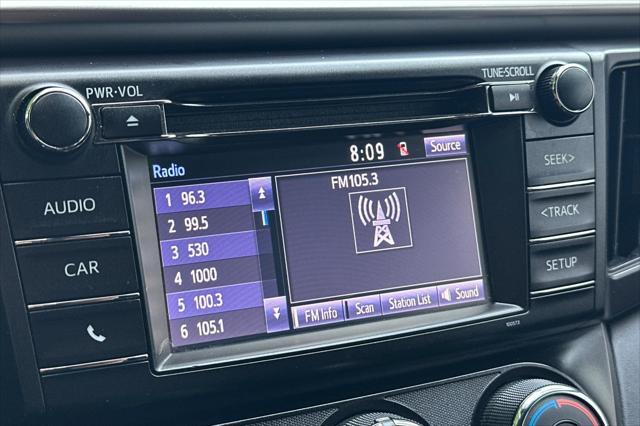 PWR·VOL
TUNE·SCROLL
8:09
Source
Radio
FM105.3
1 96.3
2 99.5
3 530
4 1000
5 100.3
6 105.1
FM Info
Scan
Station List
Sound
AUDIO
CAR
SEEK>
<TRACK
SETUP
100572